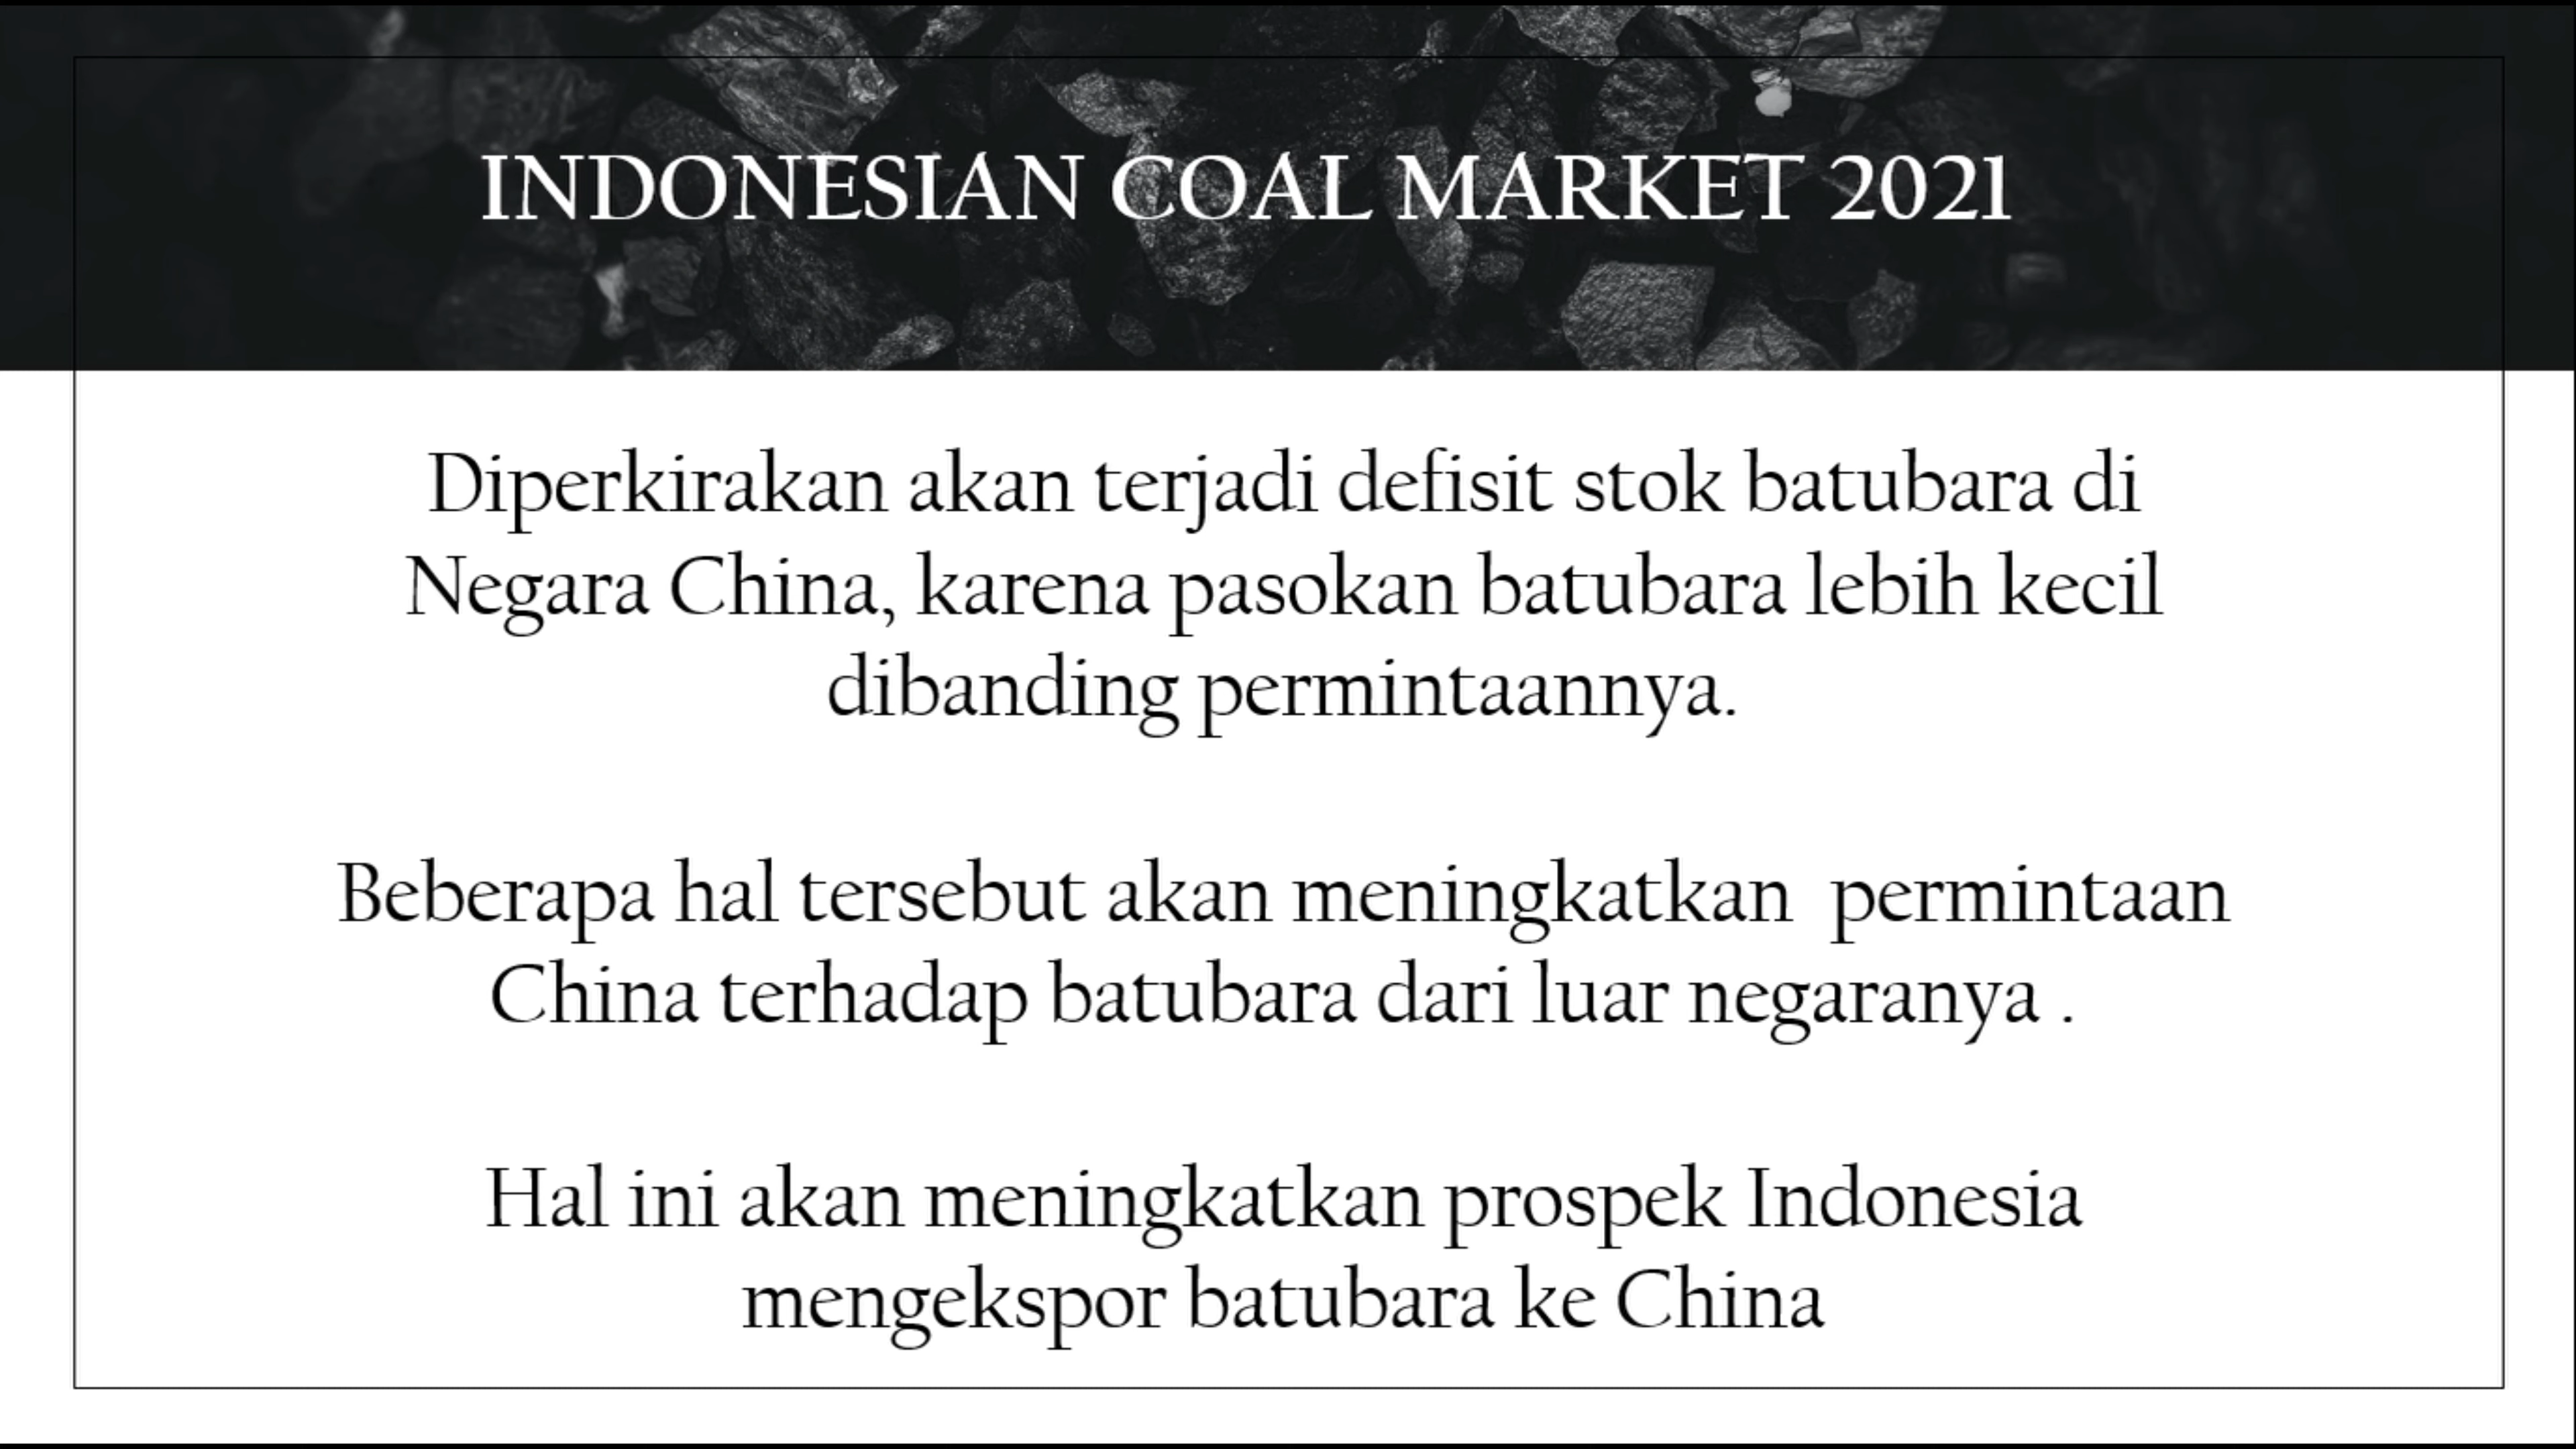 INDONESIAN COAL MARKET 2021
Diperkirakan akan terjadi defisit stok batubara di
Negara China, karena pasokan batubara lebih kecil
dibanding permintaannya.
Beberapa hal tersebut akan meningkatkan  permintaan
China terhadap batubara dari luar negaranya .
Hal ini akan meningkatkan prospek Indonesia
mengekspor batubara ke China